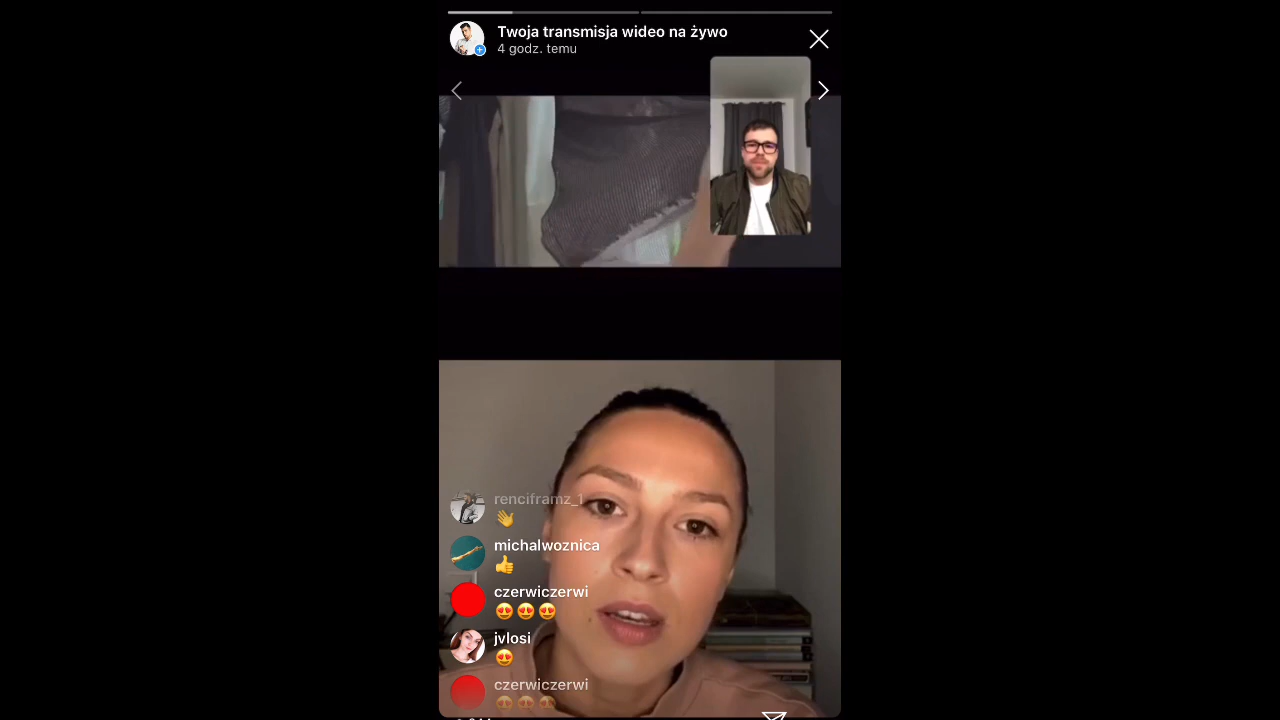 Twoja transmisja wideo na żywo
4 godz. temu
renciframz_1
👋
michalwoznica
👍
czerwiczerwi
😍😍😍
jvlosi
😍
czerwiczerwi
😍😍😍